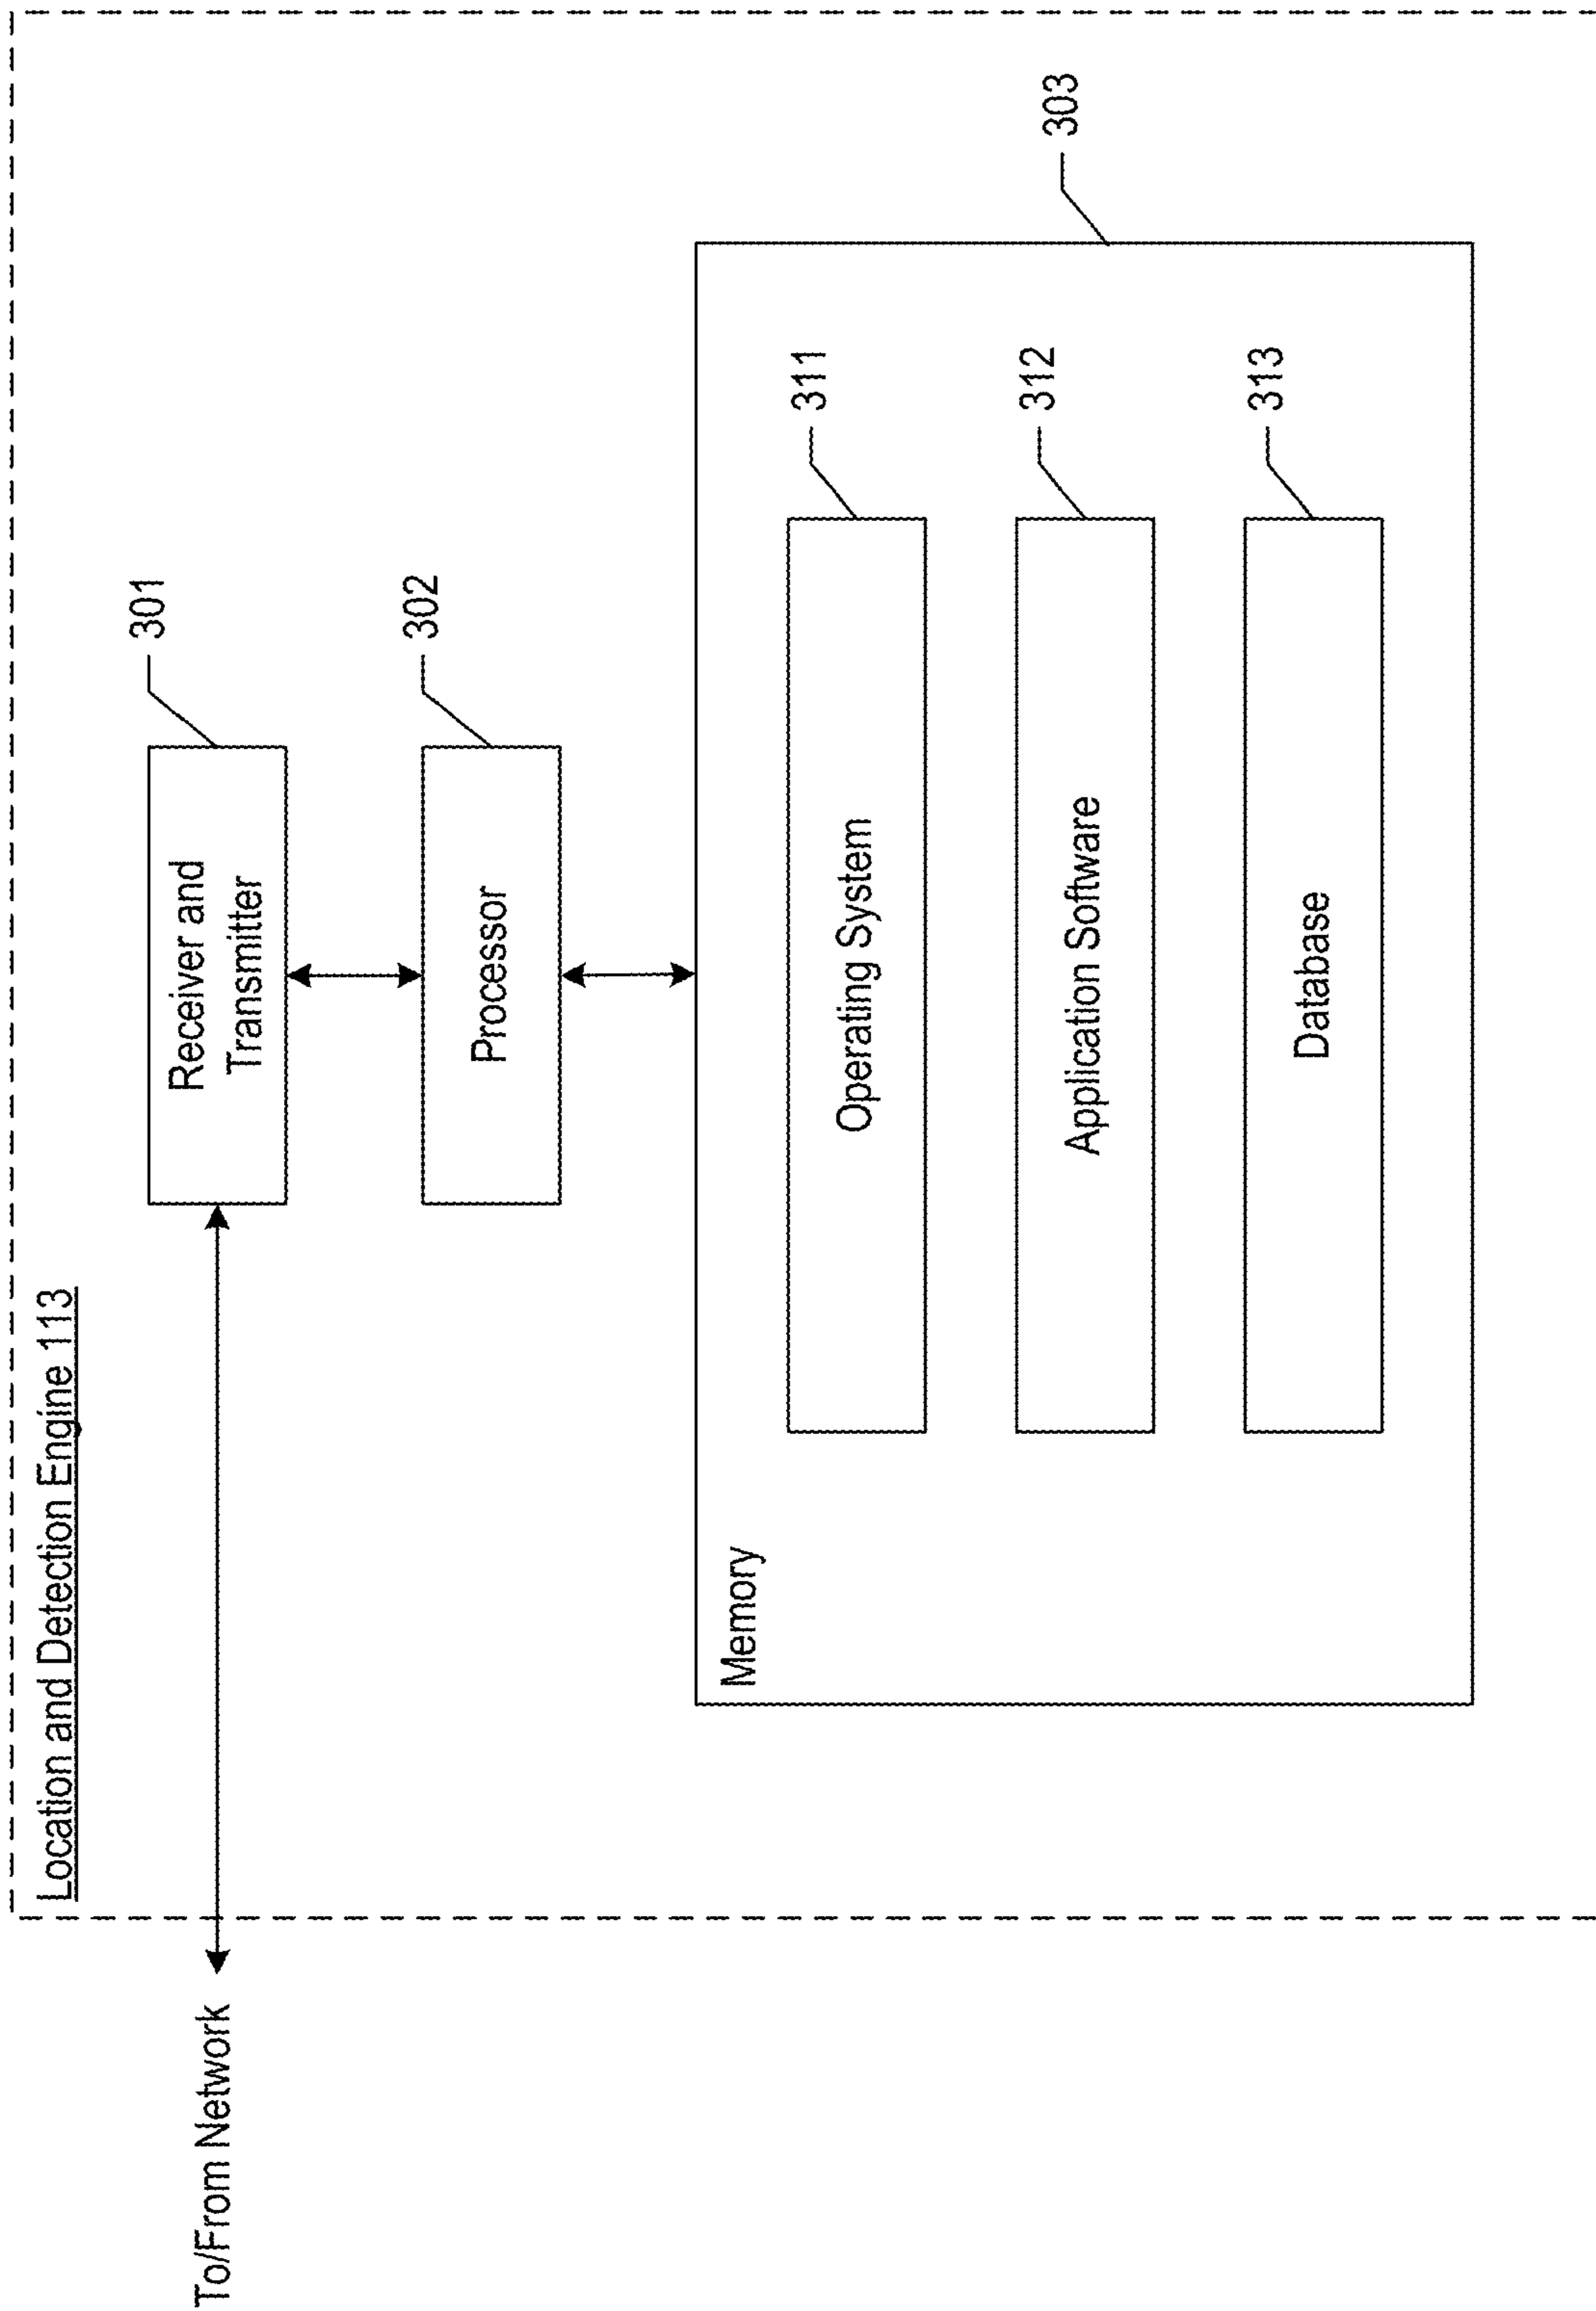 Location and Detection Engine 113
To/From Network
Receiver and
Transmitter
301
Processor
302
Memory
303
Operating System
311
Application Software
312
Database
313